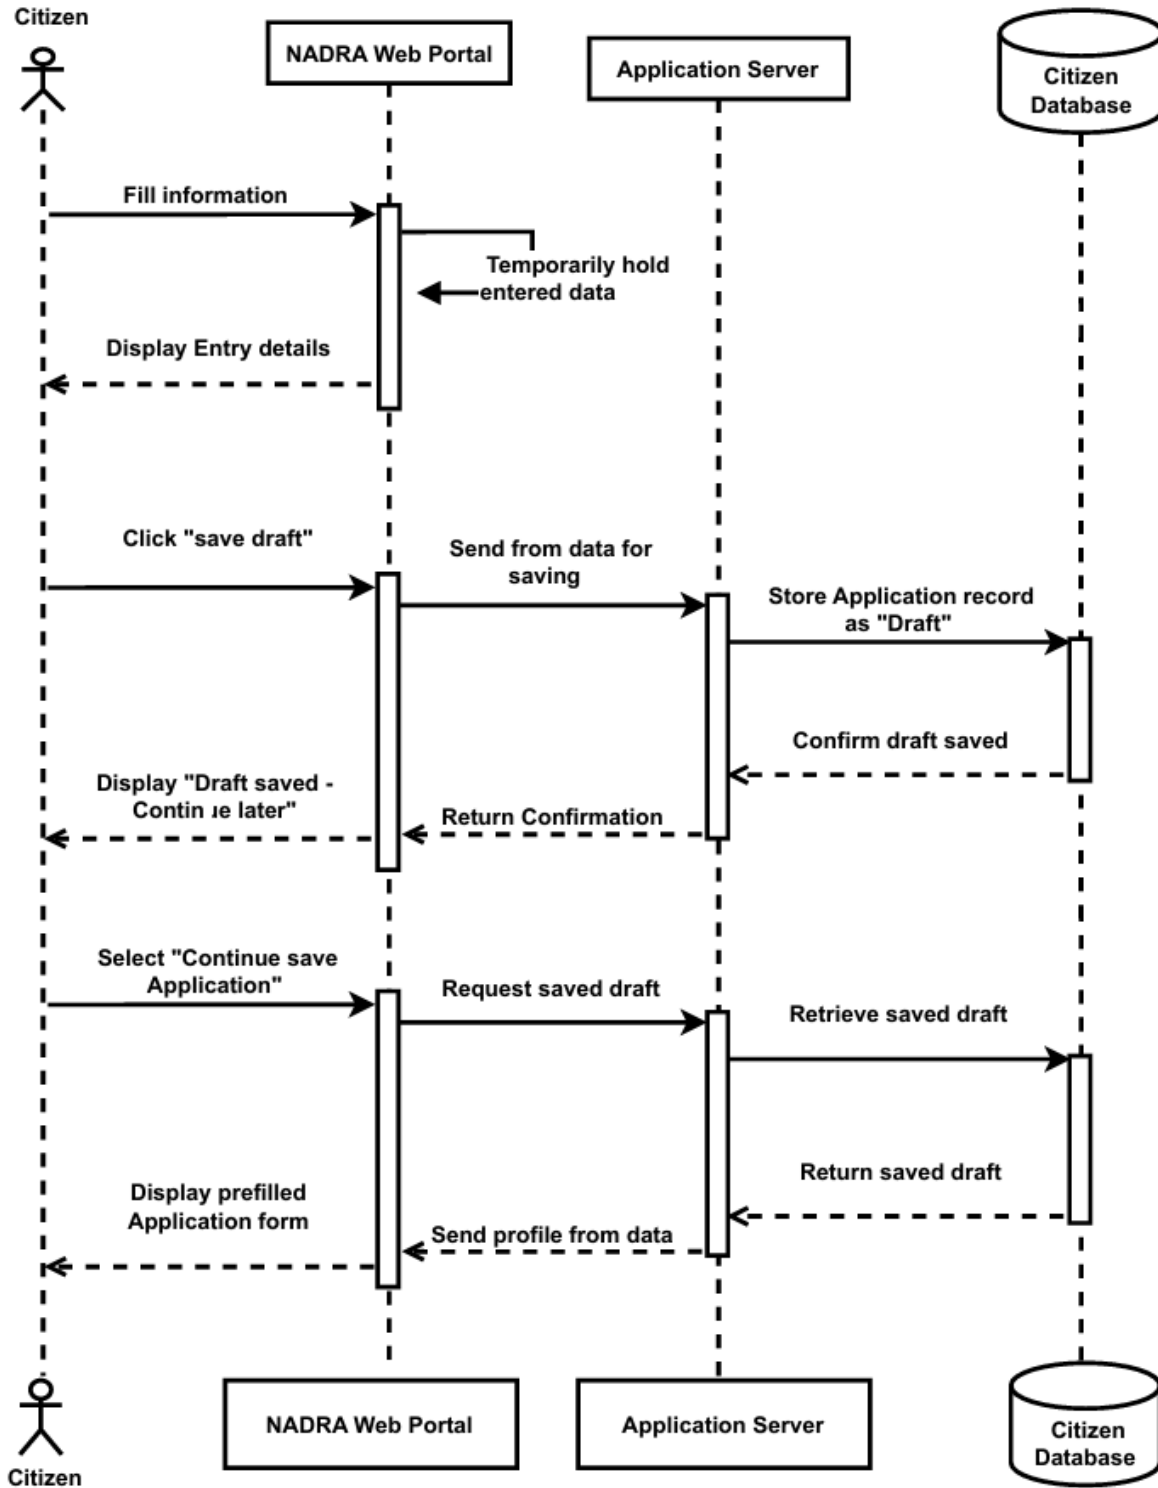 Citizen
NADRA Web Portal
Application Server
Citizen
Database
Fill information
Temporarily hold
entered data
Display Entry details
Click "save draft"
Send from data for
saving
Store Application record
as "Draft"
Confirm draft saved
Display "Draft saved -
Continue later"
Return Confirmation
Select "Continue save
Application"
Request saved draft
Retrieve saved draft
Return saved draft
Display prefilled
Application form
Send profile from data
NADRA Web Portal
Application Server
Citizen
Database
Citizen